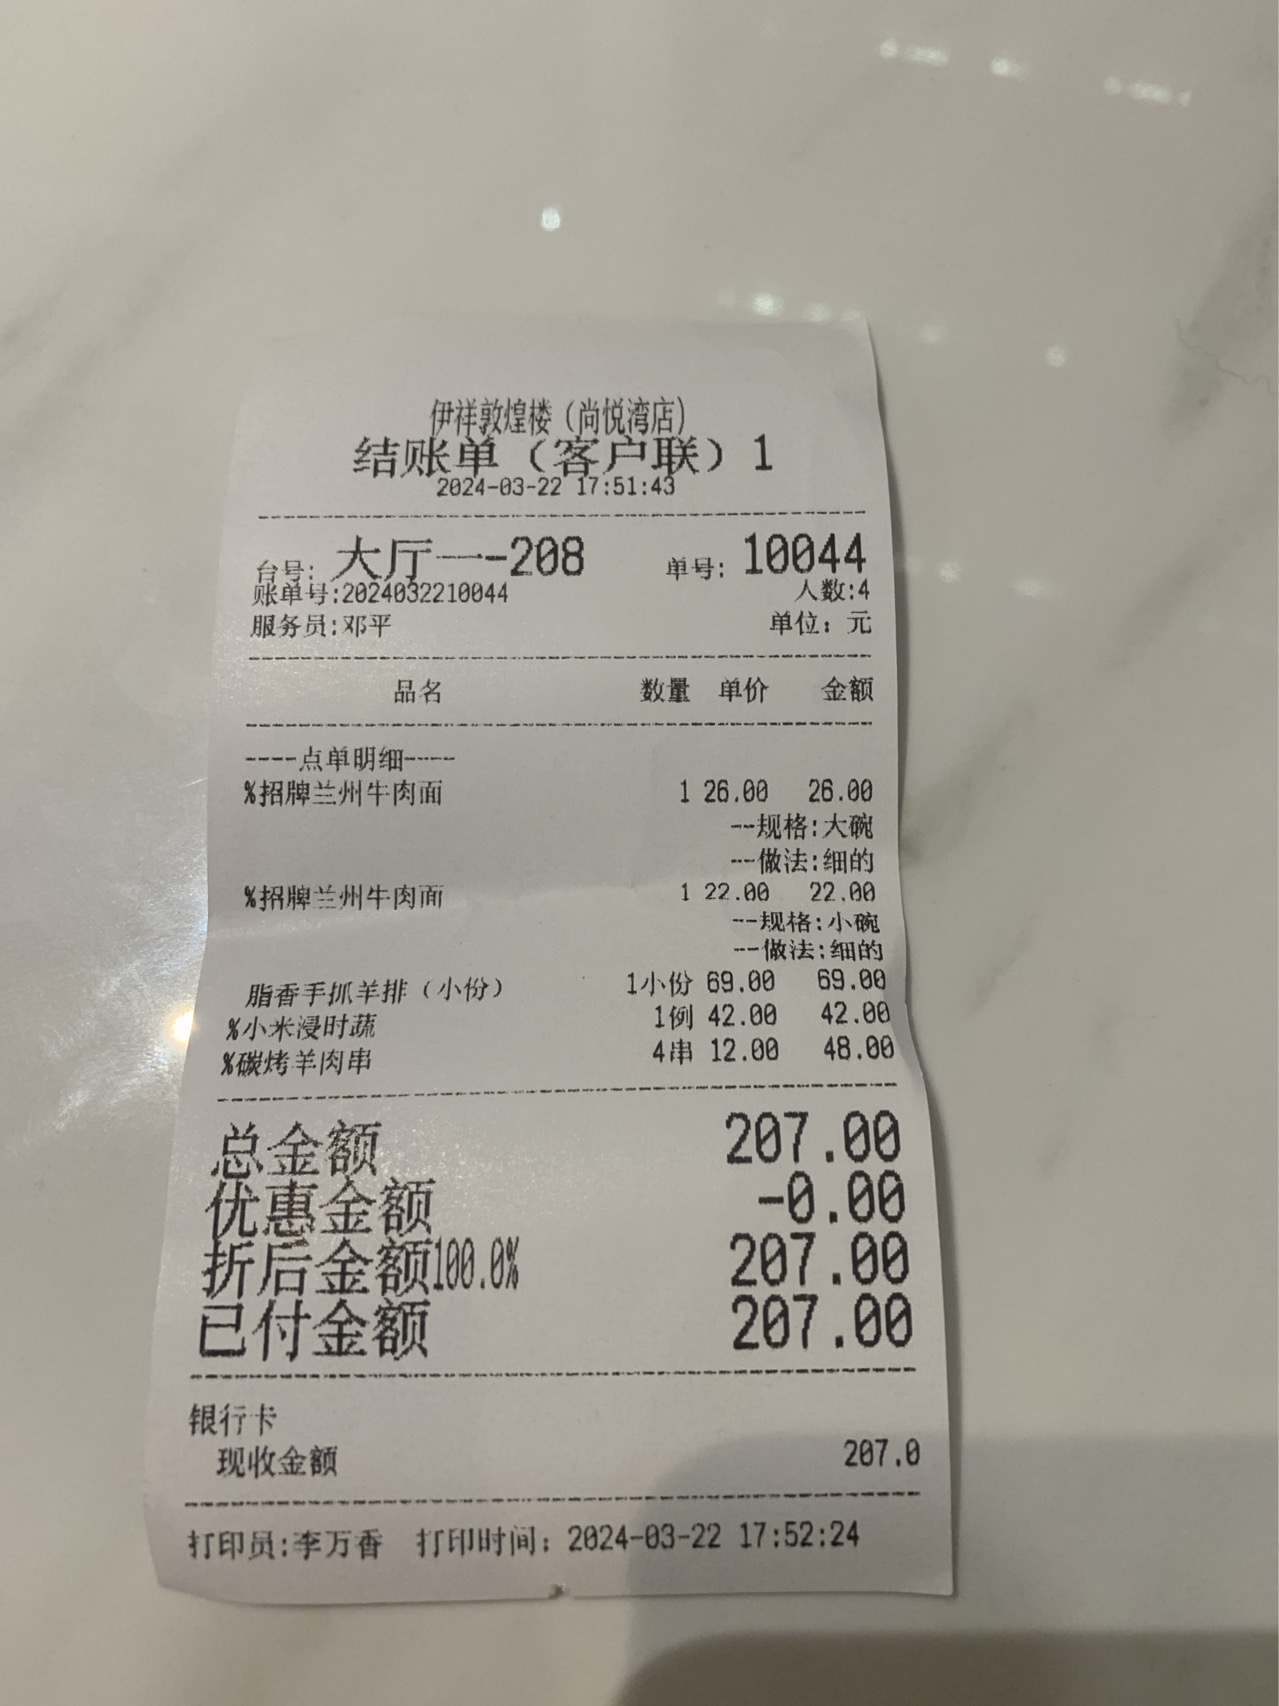 伊祥敦煌楼（尚悦湾店）
结账单（客户联）1
2024-03-22 17:51:43
台号: 大厅一-208 单号: 10044
账单号:2024032210044 人数:4
服务员:邓平 单位: 元
品名 数量 单价 金额
----点单明细-----
%招牌兰州牛肉面 1 26.00 26.00
--规格:大碗
--做法:细的
%招牌兰州牛肉面 1 22.00 22.00
--规格:小碗
--做法:细的
脂香手抓羊排（小份） 1小份 69.00 69.00
%小米浸时蔬 1例 42.00 42.00
%碳烤羊肉串 4串 12.00 48.00
总金额 207.00
优惠金额 -0.00
折后金额100.0% 207.00
已付金额 207.00
银行卡
现收金额 207.0
打印员:李万香 打印时间: 2024-03-22 17:52:24